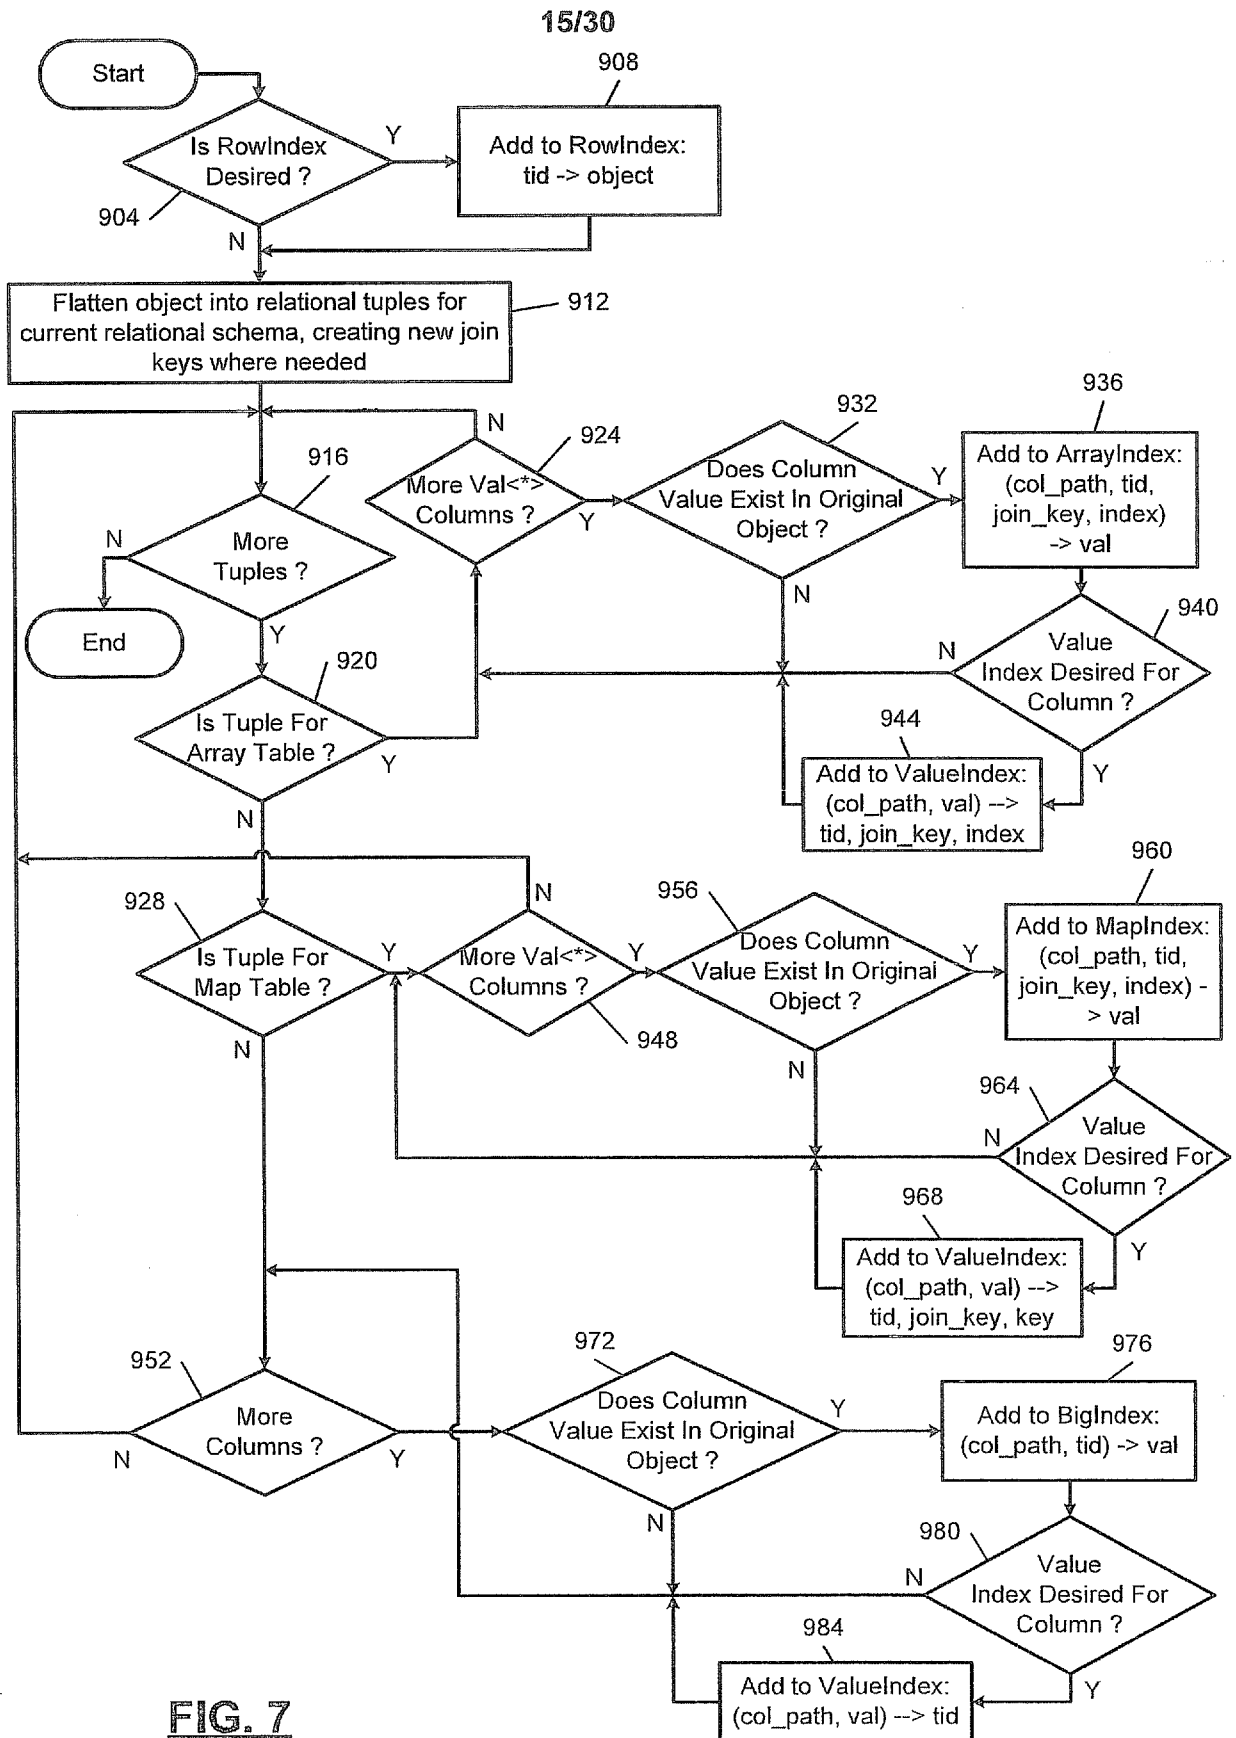 15/30
Start
908
Is RowIndex
Desired ?
Y
Add to RowIndex:
tid -> object
904
N
Flatten object into relational tuples for
current relational schema, creating new join
keys where needed
912
916
More
Tuples ?
N
End
Y
920
Is Tuple For
Array Table ?
Y
N
N
924
More Val<*>
Columns ?
Y
932
Does Column
Value Exist In Original
Object ?
Y
N
936
Add to ArrayIndex:
(col_path, tid,
join_key, index)
-> val
940
Value
Index Desired For
Column ?
N
Y
944
Add to ValueIndex:
(col_path, val) -->
tid, join_key, index
928
Is Tuple For
Map Table ?
Y
N
N
More Val<*>
Columns ?
Y
948
956
Does Column
Value Exist In Original
Object ?
Y
N
960
Add to MapIndex:
(col_path, tid,
join_key, index) -
> val
964
Value
Index Desired For
Column ?
N
Y
968
Add to ValueIndex:
(col_path, val) -->
tid, join_key, key
952
More
Columns ?
N
Y
972
Does Column
Value Exist In Original
Object ?
Y
N
976
Add to BigIndex:
(col_path, tid) -> val
980
Value
Index Desired For
Column ?
N
Y
984
Add to ValueIndex:
(col_path, val) --> tid
FIG. 7